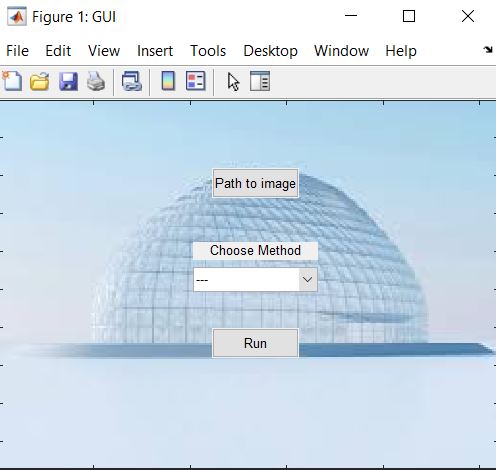 Figure 1: GUI
File Edit View Insert Tools Desktop Window Help
Path to image
Choose Method
---
Run